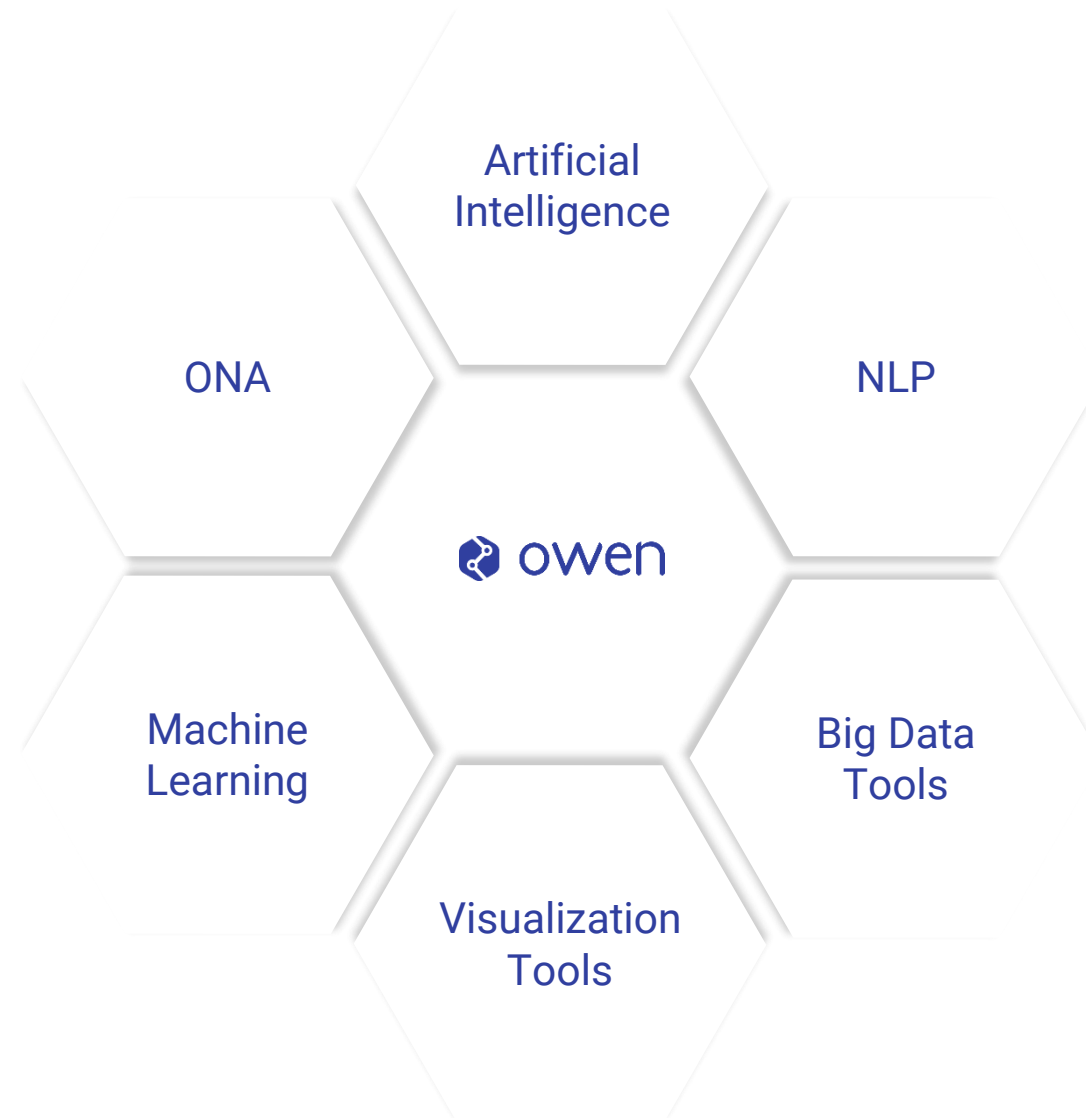 Artificial
Intelligence
ONA
NLP
owen
Machine
Learning
Big Data
Tools
Visualization
Tools